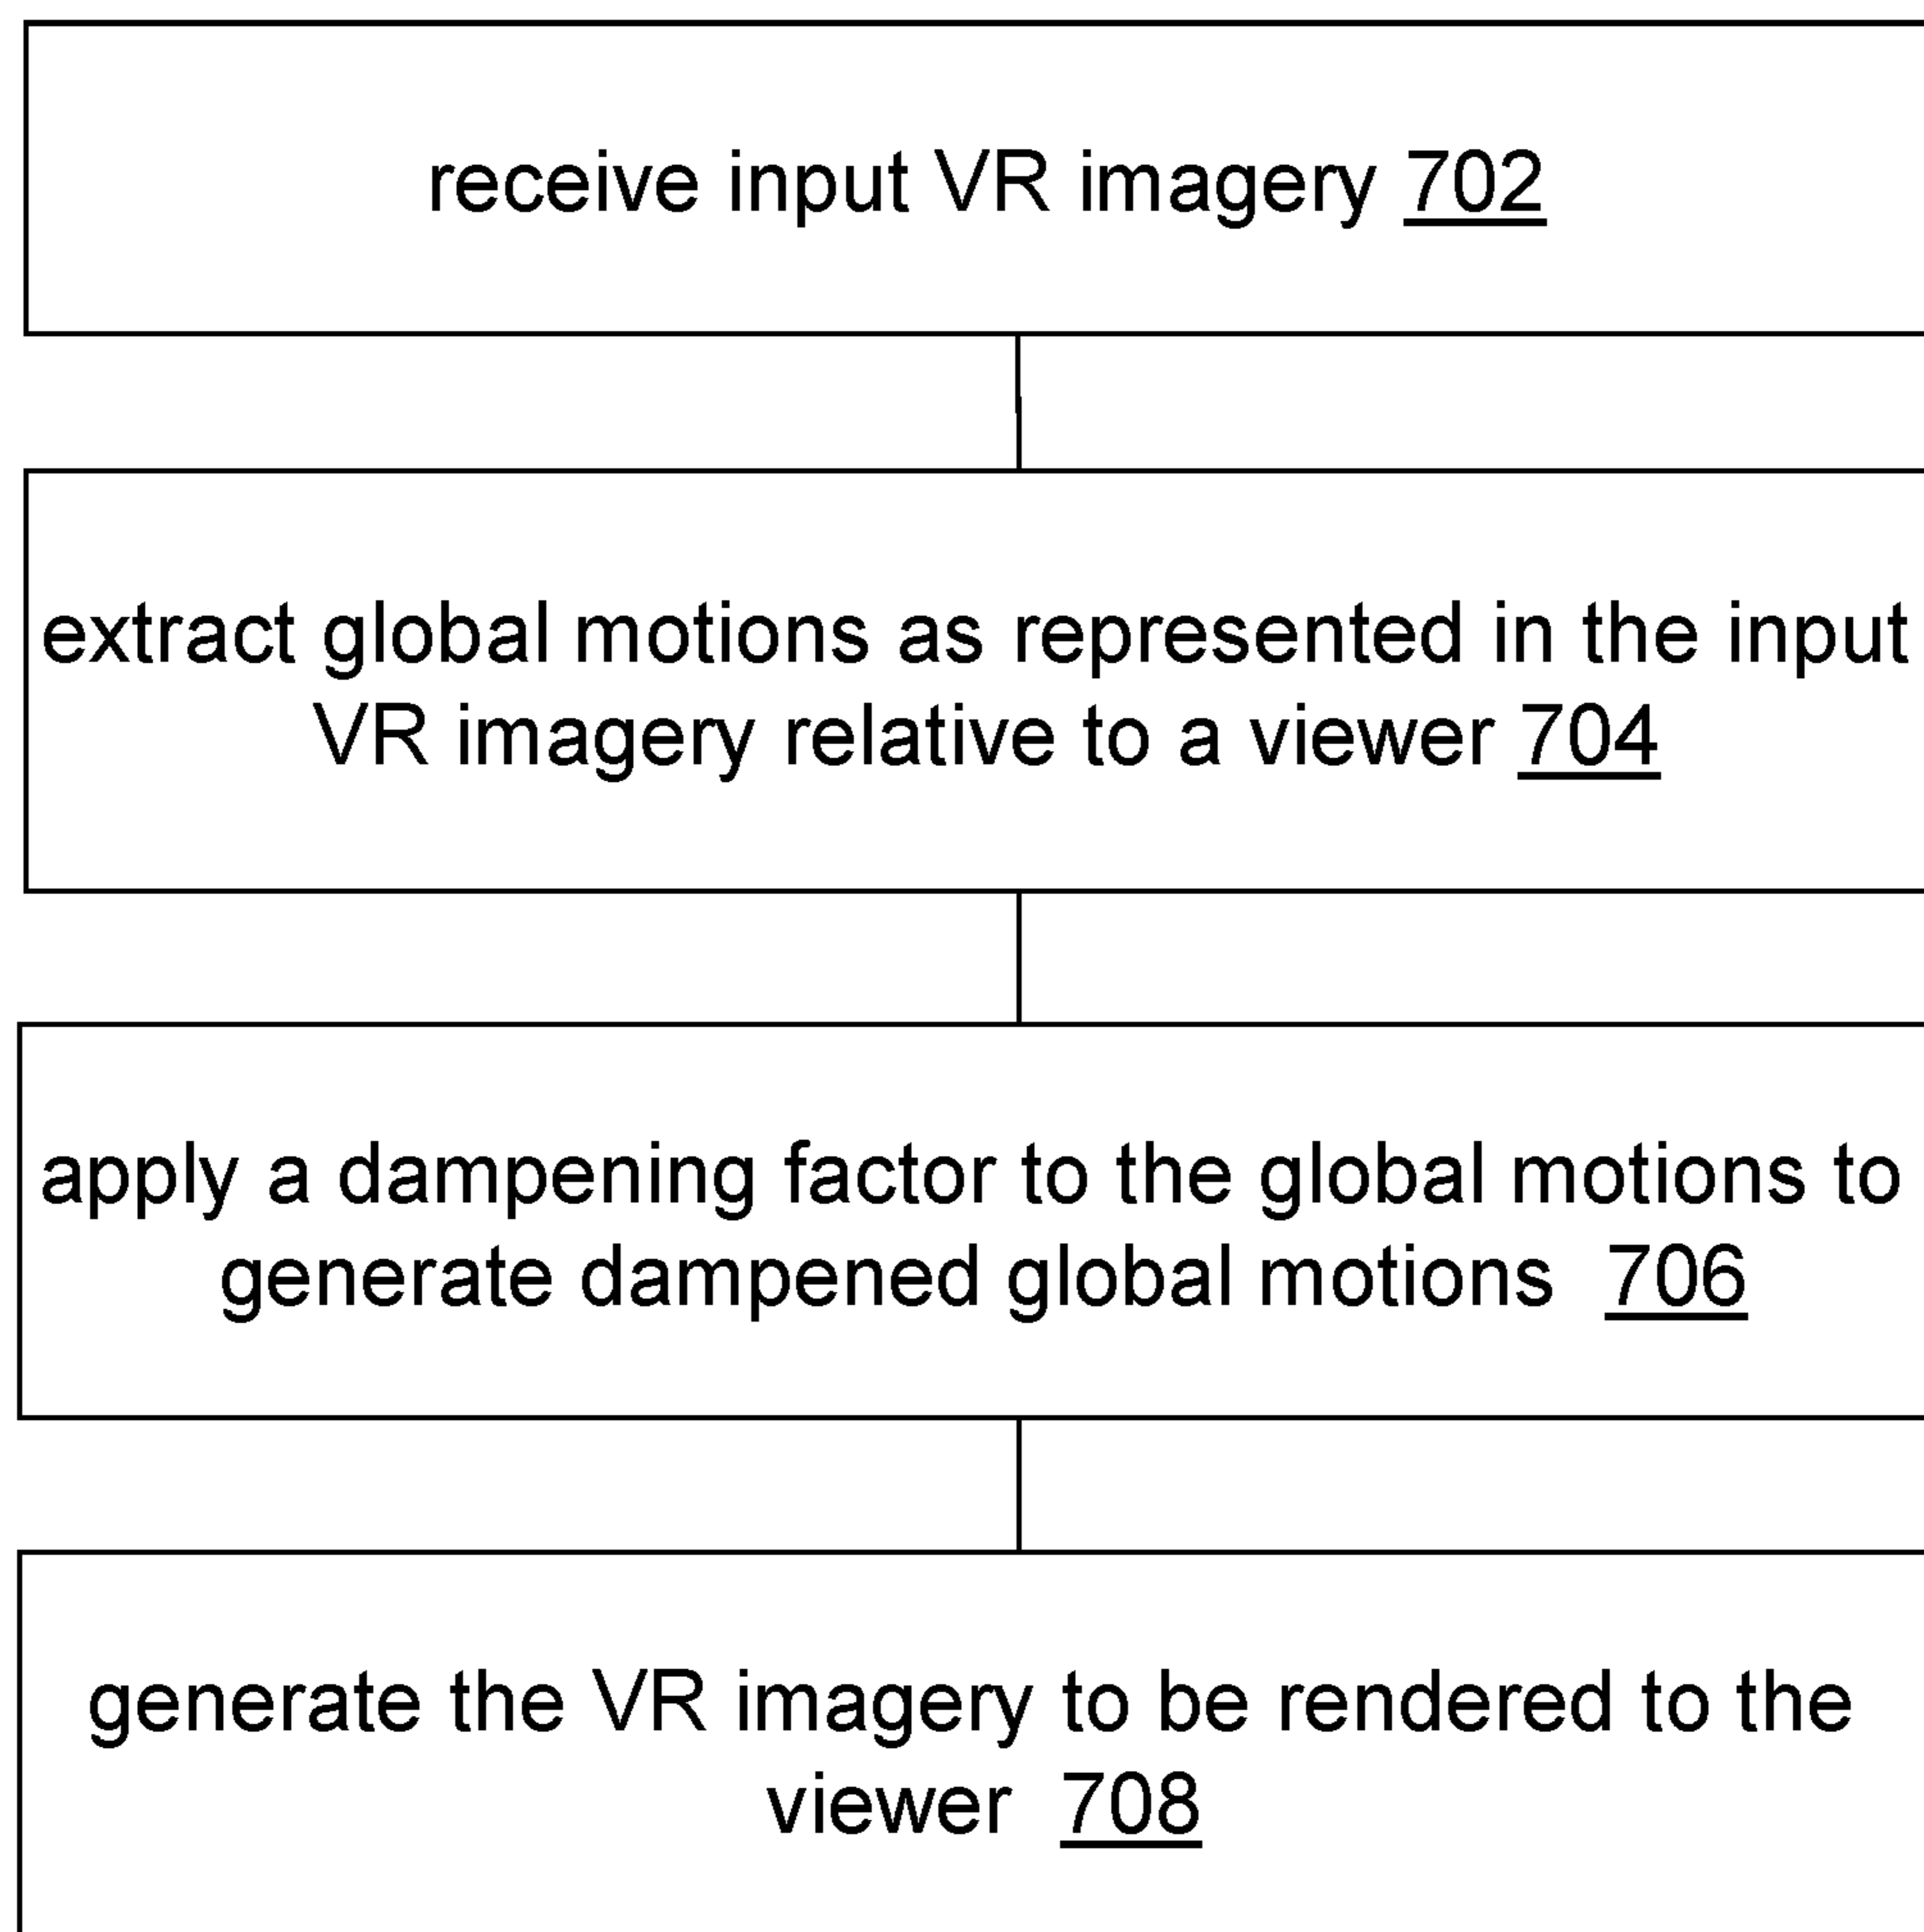 receive input VR imagery 702
extract global motions as represented in the input
VR imagery relative to a viewer 704
apply a dampening factor to the global motions to
generate dampened global motions 706
generate the VR imagery to be rendered to the
viewer 708